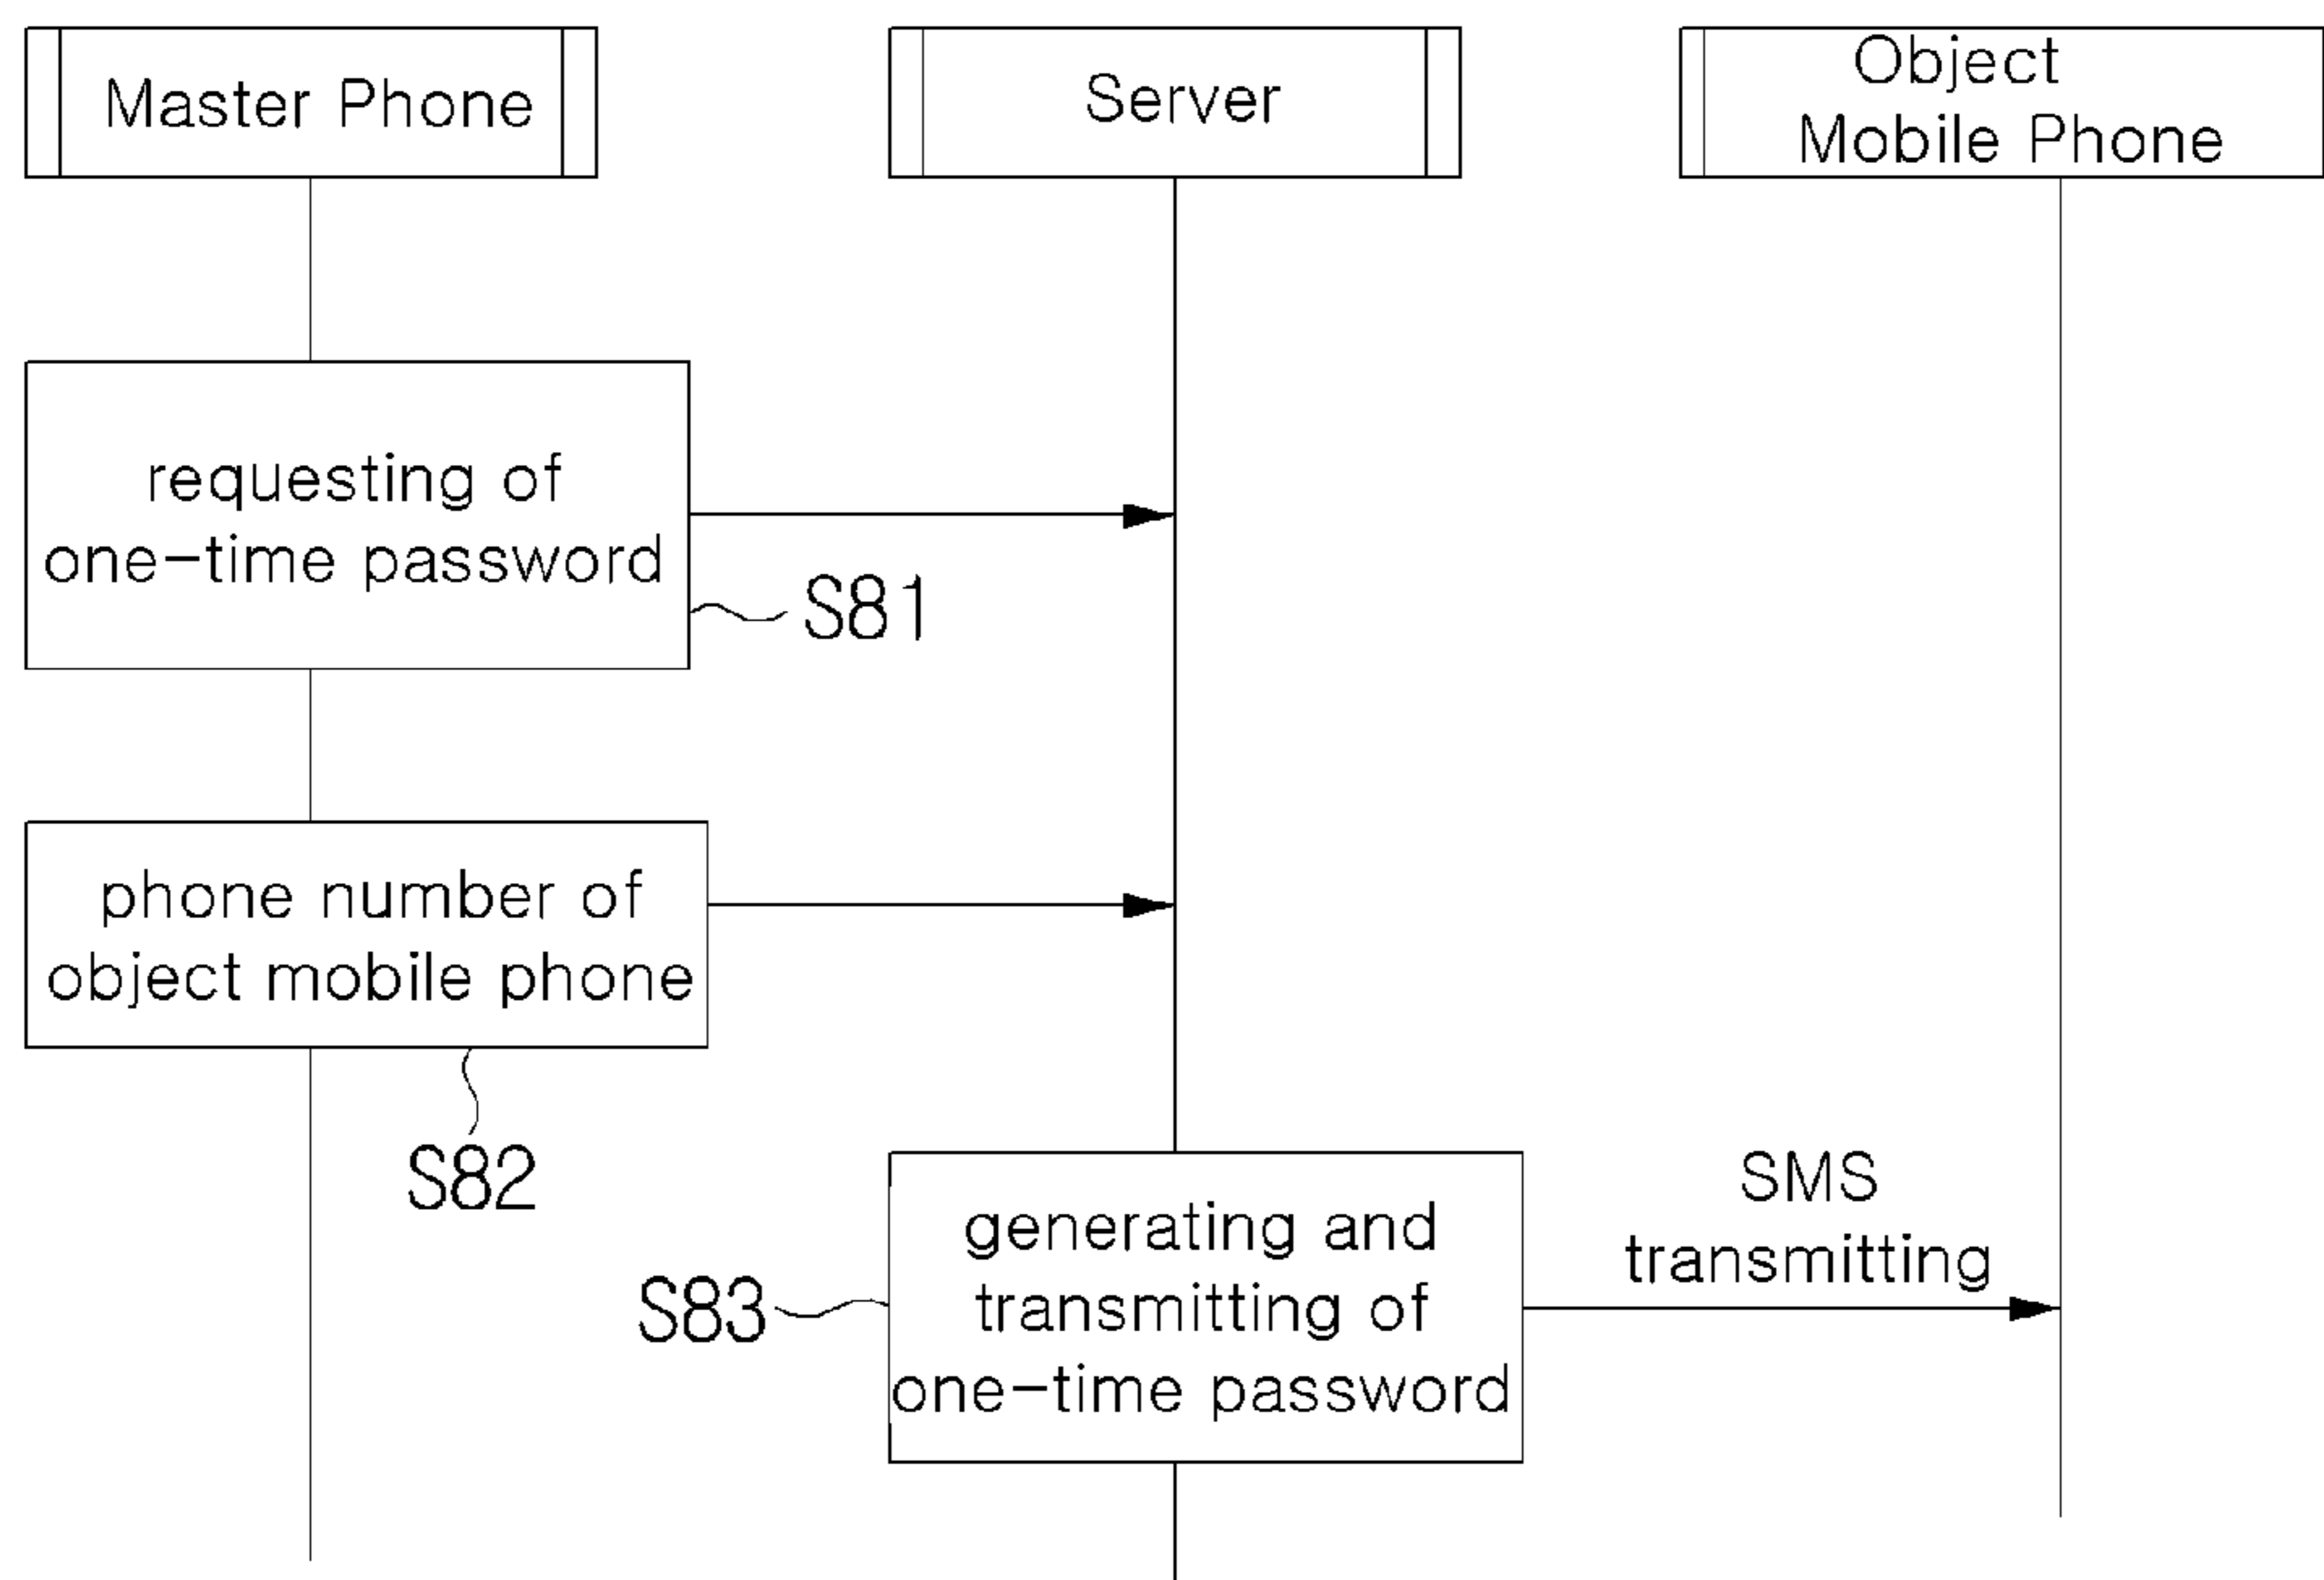 Master Phone
Server
Object
Mobile Phone
requesting of
one-time password
S81
phone number of
object mobile phone
S82
generating and
transmitting of
one-time password
S83
SMS
transmitting